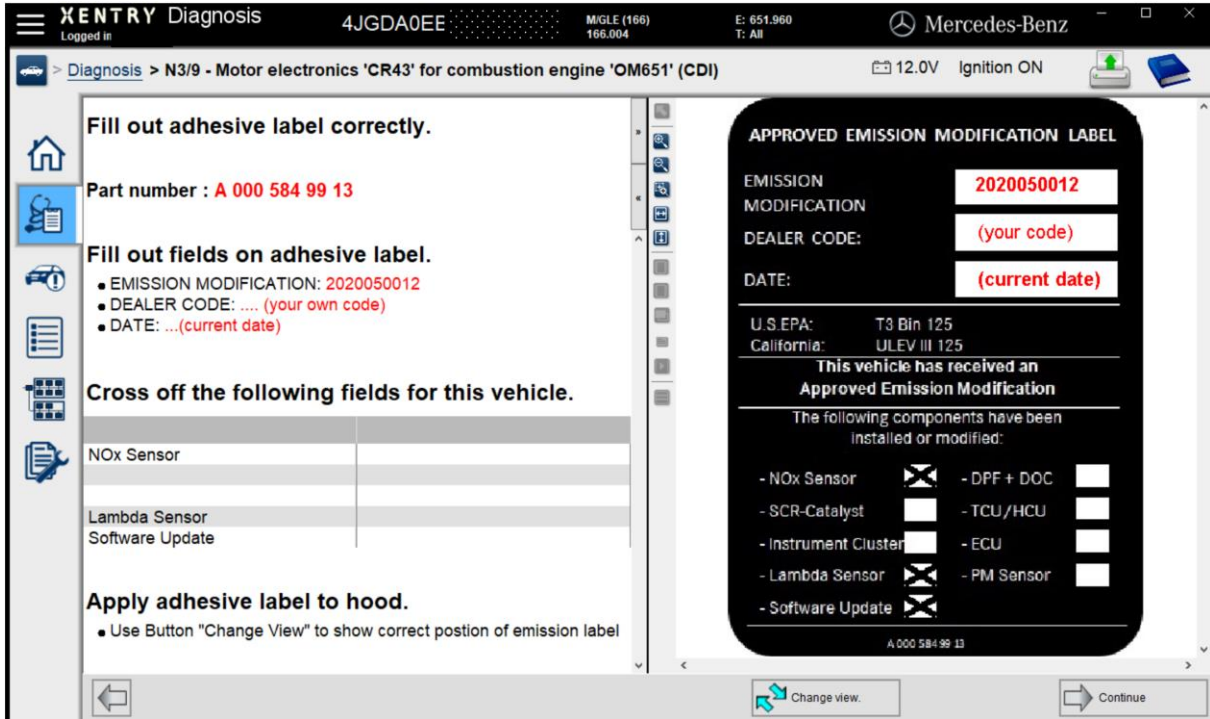 XENTRY Diagnosis
Logged in
4JGDA0EE
M/GLE (166)
166.004
E: 651.960
T: All
Mercedes-Benz
> Diagnosis > N3/9 - Motor electronics 'CR43' for combustion engine 'OM651' (CDI)
12.0V Ignition ON
Fill out adhesive label correctly.
Part number : A 000 584 99 13
Fill out fields on adhesive label.
• EMISSION MODIFICATION: 2020050012
• DEALER CODE: .... (your own code)
• DATE: ...(current date)
Cross off the following fields for this vehicle.
NOx Sensor
Lambda Sensor
Software Update
Apply adhesive label to hood.
• Use Button "Change View" to show correct postion of emission label
APPROVED EMISSION MODIFICATION LABEL
EMISSION
MODIFICATION
2020050012
DEALER CODE:
(your code)
DATE:
(current date)
U.S.EPA: T3 Bin 125
California: ULEV III 125
This vehicle has received an
Approved Emission Modification
The following components have been
installed or modified:
- NOx Sensor
- DPF + DOC
- SCR-Catalyst
- TCU/HCU
- Instrument Cluster
- ECU
- Lambda Sensor
- PM Sensor
- Software Update
A 000 584 99 13
Change view.
Continue